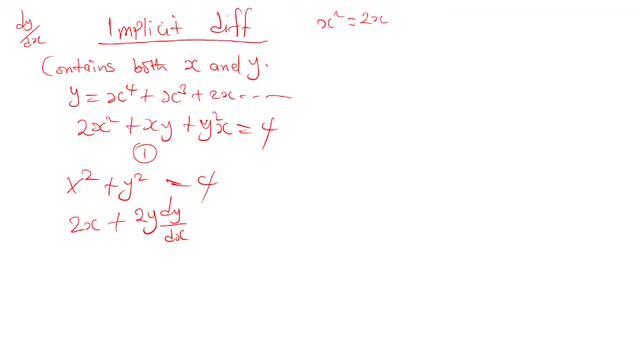 dy/dx Implicit diff x² = 2x
Contains both x and y.
y = x⁴ + x³ + 2x ---
2x² + xy + y²x = 4
①
x² + y² = 4
2x + 2y dy/dx